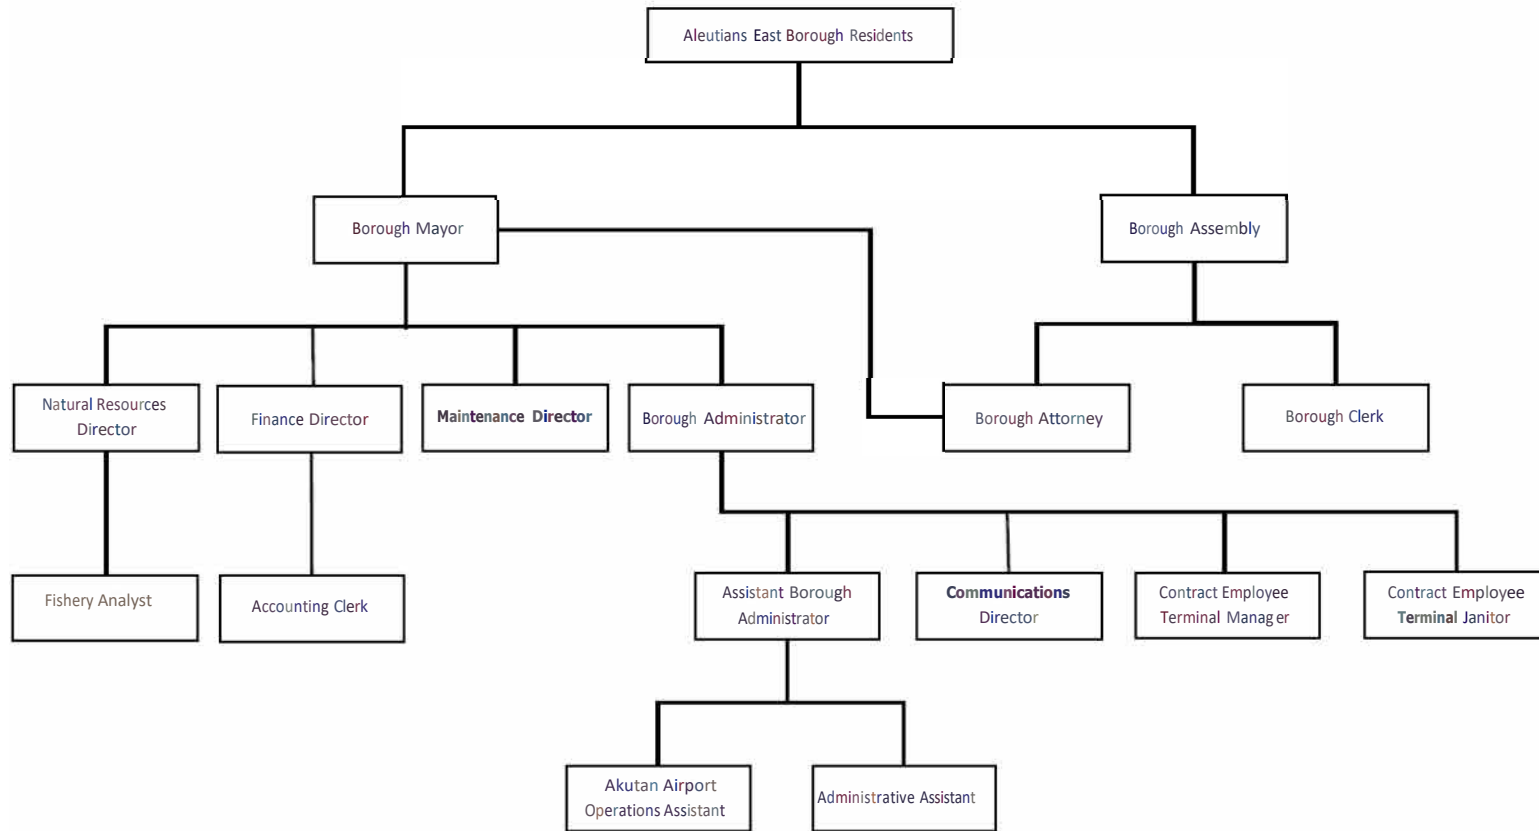 Aleutians East Borough Residents
Borough Mayor
Borough Assembly
Natural Resources
Director
Finance Director
Maintenance Director
Borough Administrator
Borough Attorney
Borough Clerk
Fishery Analyst
Accounting Clerk
Assistant Borough
Administrator
Communications
Director
Contract Employee
Terminal Manager
Contract Employee
Terminal Janitor
Akutan Airport
Operations Assistant
Administrative Assistant